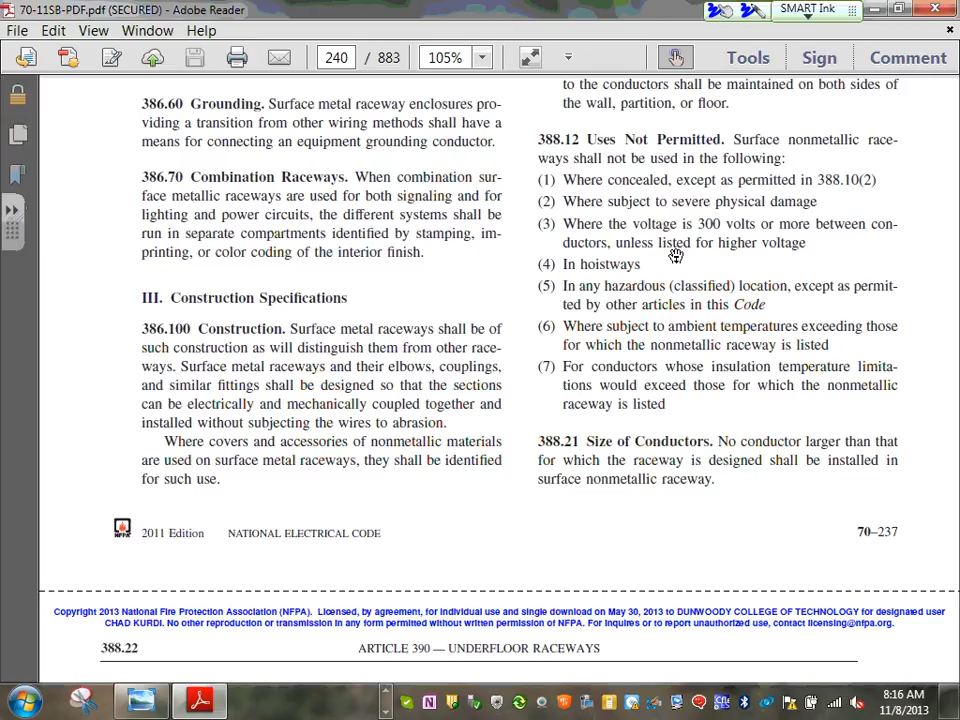 70-11SB-PDF.pdf (SECURED) - Adobe Reader
SMART Ink
File Edit View Window Help
240 / 883 105% Tools Sign Comment
386.60 Grounding. Surface metal raceway enclosures pro-
viding a transition from other wiring methods shall have a
means for connecting an equipment grounding conductor.
386.70 Combination Raceways. When combination sur-
face metallic raceways are used for both signaling and for
lighting and power circuits, the different systems shall be
run in separate compartments identified by stamping, im-
printing, or color coding of the interior finish.
III. Construction Specifications
386.100 Construction. Surface metal raceways shall be of
such construction as will distinguish them from other race-
ways. Surface metal raceways and their elbows, couplings,
and similar fittings shall be designed so that the sections
can be electrically and mechanically coupled together and
installed without subjecting the wires to abrasion.
Where covers and accessories of nonmetallic materials
are used on surface metal raceways, they shall be identified
for such use.
to the conductors shall be maintained on both sides of
the wall, partition, or floor.
388.12 Uses Not Permitted. Surface nonmetallic race-
ways shall not be used in the following:
(1) Where concealed, except as permitted in 388.10(2)
(2) Where subject to severe physical damage
(3) Where the voltage is 300 volts or more between con-
ductors, unless listed for higher voltage
(4) In hoistways
(5) In any hazardous (classified) location, except as permit-
ted by other articles in this Code
(6) Where subject to ambient temperatures exceeding those
for which the nonmetallic raceway is listed
(7) For conductors whose insulation temperature limita-
tions would exceed those for which the nonmetallic
raceway is listed
388.21 Size of Conductors. No conductor larger than that
for which the raceway is designed shall be installed in
surface nonmetallic raceway.
NFPA 2011 Edition NATIONAL ELECTRICAL CODE 70–237
Copyright 2013 National Fire Protection Association (NFPA). Licensed, by agreement, for individual use and single download on May 30, 2013 to DUNWOODY COLLEGE OF TECHNOLOGY for designated user
CHAD KURDI. No other reproduction or transmission in any form permitted without written permission of NFPA. For inquires or to report unauthorized use, contact licensing@nfpa.org.
388.22 ARTICLE 390 — UNDERFLOOR RACEWAYS
8:16 AM
11/8/2013